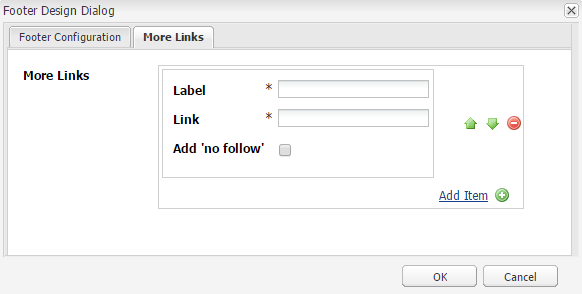 Footer Design Dialog
Footer Configuration
More Links
More Links
Label *
Link *
Add 'no follow'
Add Item
OK
Cancel